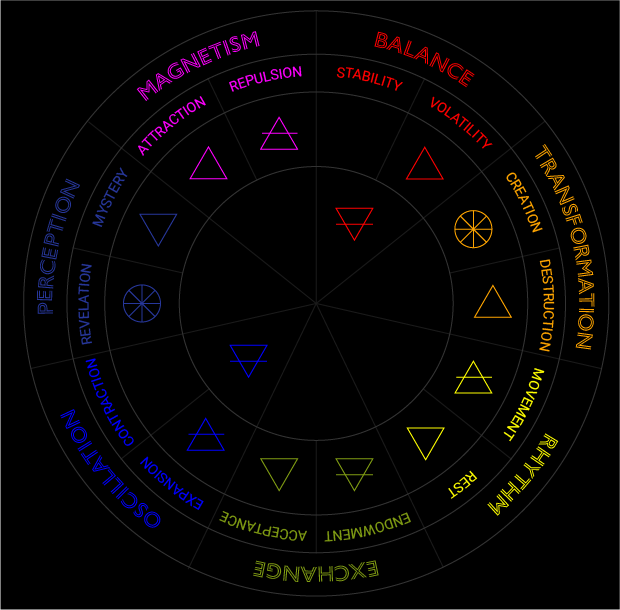 BALANCE
STABILITY
VOLATILITY
TRANSFORMATION
CREATION
DESTRUCTION
RHYTHM
MOVEMENT
REST
EXCHANGE
ENDOWMENT
ACCEPTANCE
OSCILLATION
EXPANSION
CONTRACTION
PERCEPTION
REVELATION
MYSTERY
MAGNETISM
ATTRACTION
REPULSION